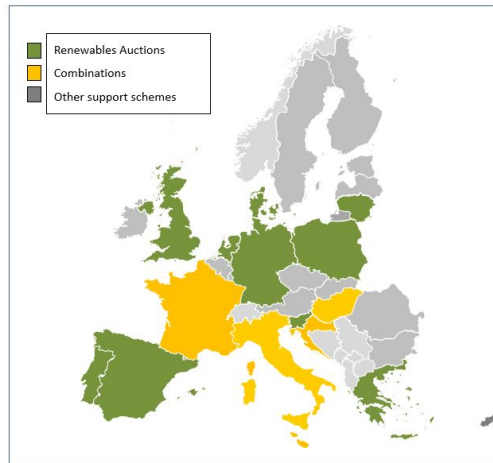 Renewables Auctions
Combinations
Other support schemes